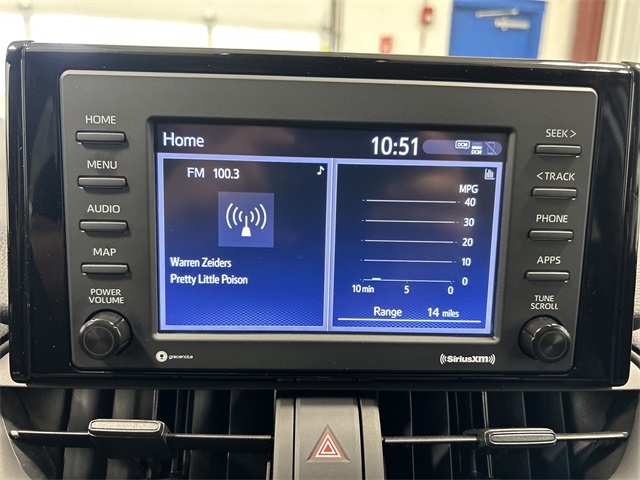 HOME
MENU
AUDIO
MAP
POWER
VOLUME
Home
10:51
DCM
DCM
FM 100.3
Warren Zeiders
Pretty Little Poison
MPG
40
30
20
10
0
10 min 5 0
Range 14 miles
SEEK >
< TRACK
PHONE
APPS
TUNE
SCROLL
gracenote
SiriusXM